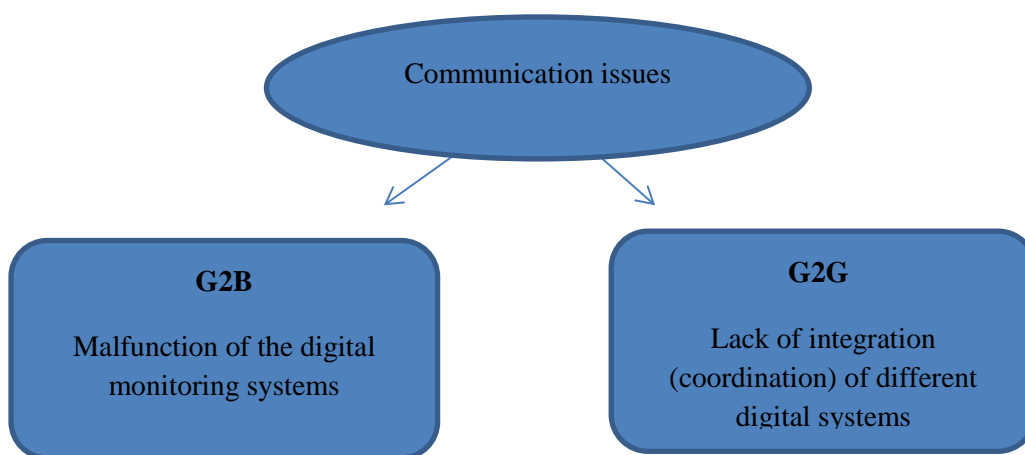 Communication issues
G2B
Malfunction of the digital
monitoring systems
G2G
Lack of integration
(coordination) of different
digital systems